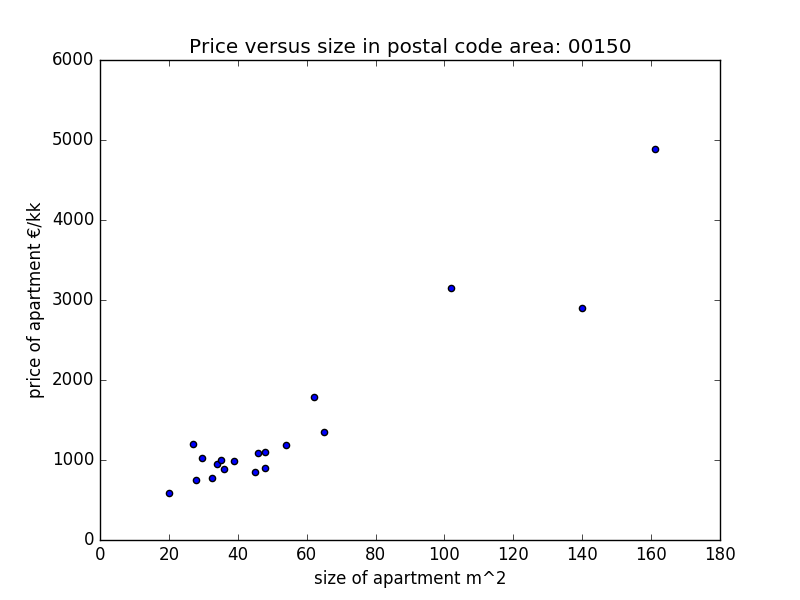 Price versus size in postal code area: 00150
6000
5000
4000
3000
2000
1000
0
price of apartment €/kk
0 20 40 60 80 100 120 140 160 180
size of apartment m^2